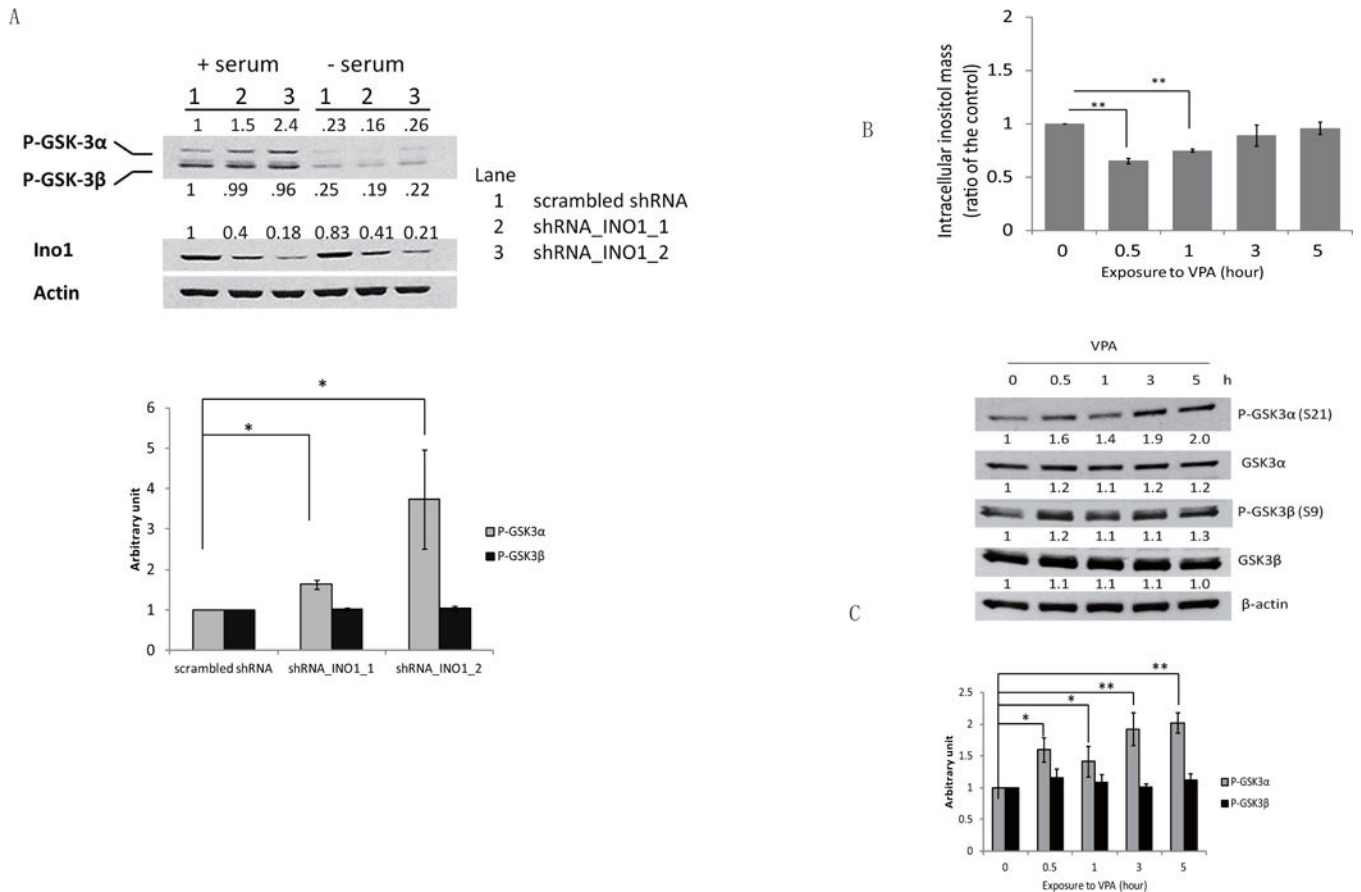 A
+ serum - serum
1 2 3 1 2 3
1 1.5 2.4 .23 .16 .26
P-GSK-3α
P-GSK-3β
1 .99 .96 .25 .19 .22
1 0.4 0.18 0.83 0.41 0.21
Ino1
Actin
Lane
1 scrambled shRNA
2 shRNA_INO1_1
3 shRNA_INO1_2
* *
Arbitrary unit
6
5
4
3
2
1
0
scrambled shRNA shRNA_INO1_1 shRNA_INO1_2
P-GSK3α
P-GSK3β
B
Intracellular inositol mass
(ratio of the control)
2
1.5
1
0.5
0
** **
0 0.5 1 3 5
Exposure to VPA (hour)
C
VPA
0 0.5 1 3 5 h
P-GSK3α (S21)
1 1.6 1.4 1.9 2.0
GSK3α
1 1.2 1.1 1.2 1.2
P-GSK3β (S9)
1 1.2 1.1 1.1 1.3
GSK3β
1 1.1 1.1 1.1 1.0
β-actin
* * ** **
Arbitrary unit
2.5
2
1.5
1
0.5
0
0 0.5 1 3 5
Exposure to VPA (hour)
P-GSK3α
P-GSK3β